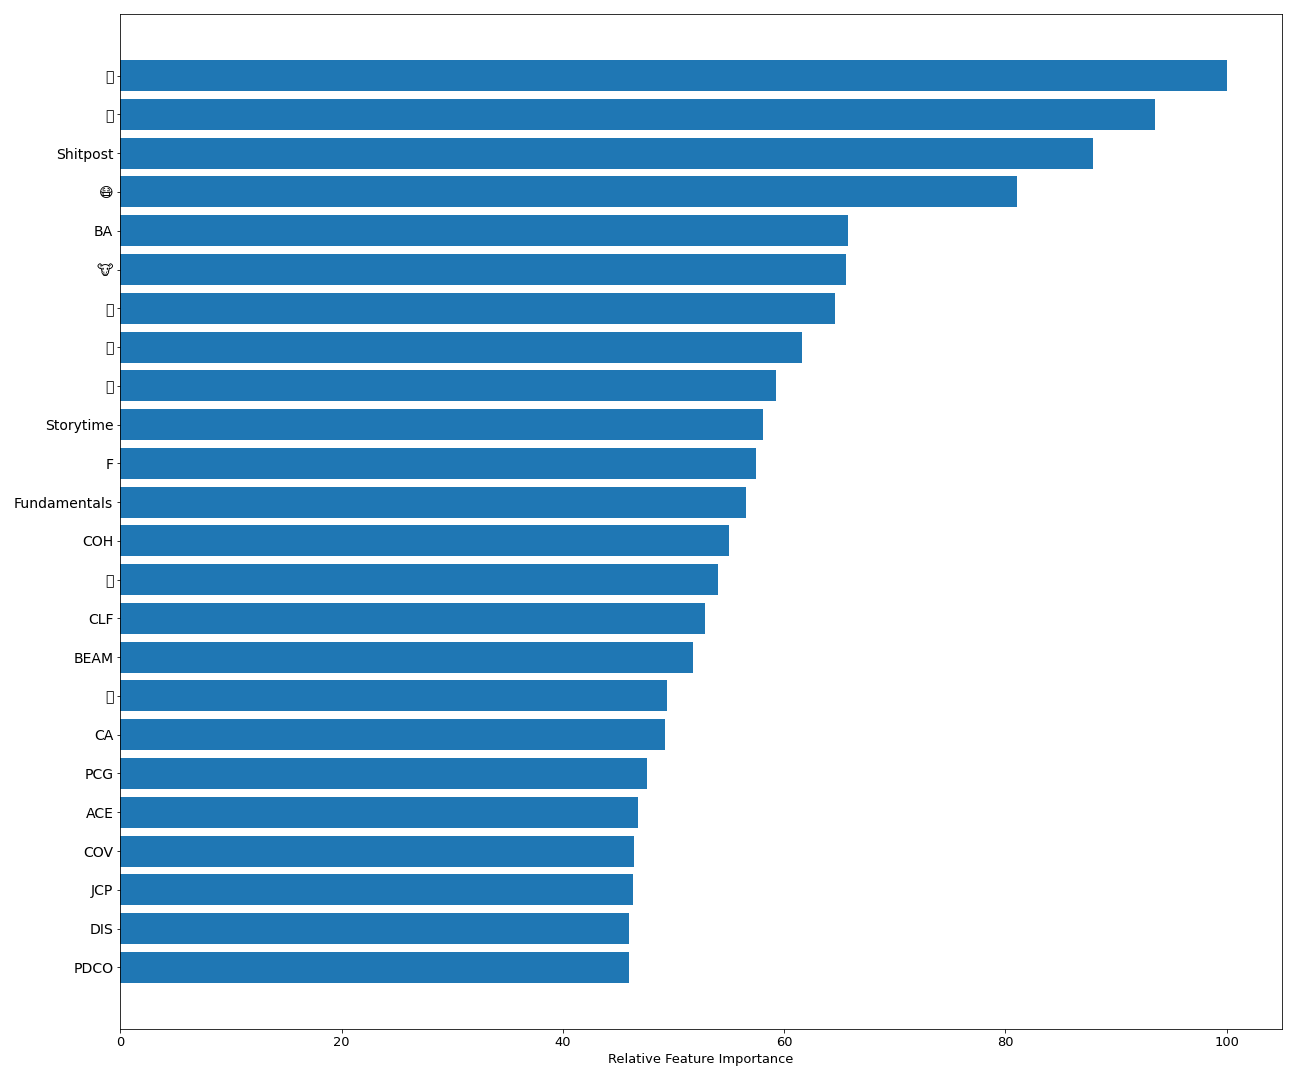 Shitpost
😷
BA
🐮
Storytime
F
Fundamentals
COH
CLF
BEAM
CA
PCG
ACE
COV
JCP
DIS
PDCO
0 20 40 60 80 100
Relative Feature Importance